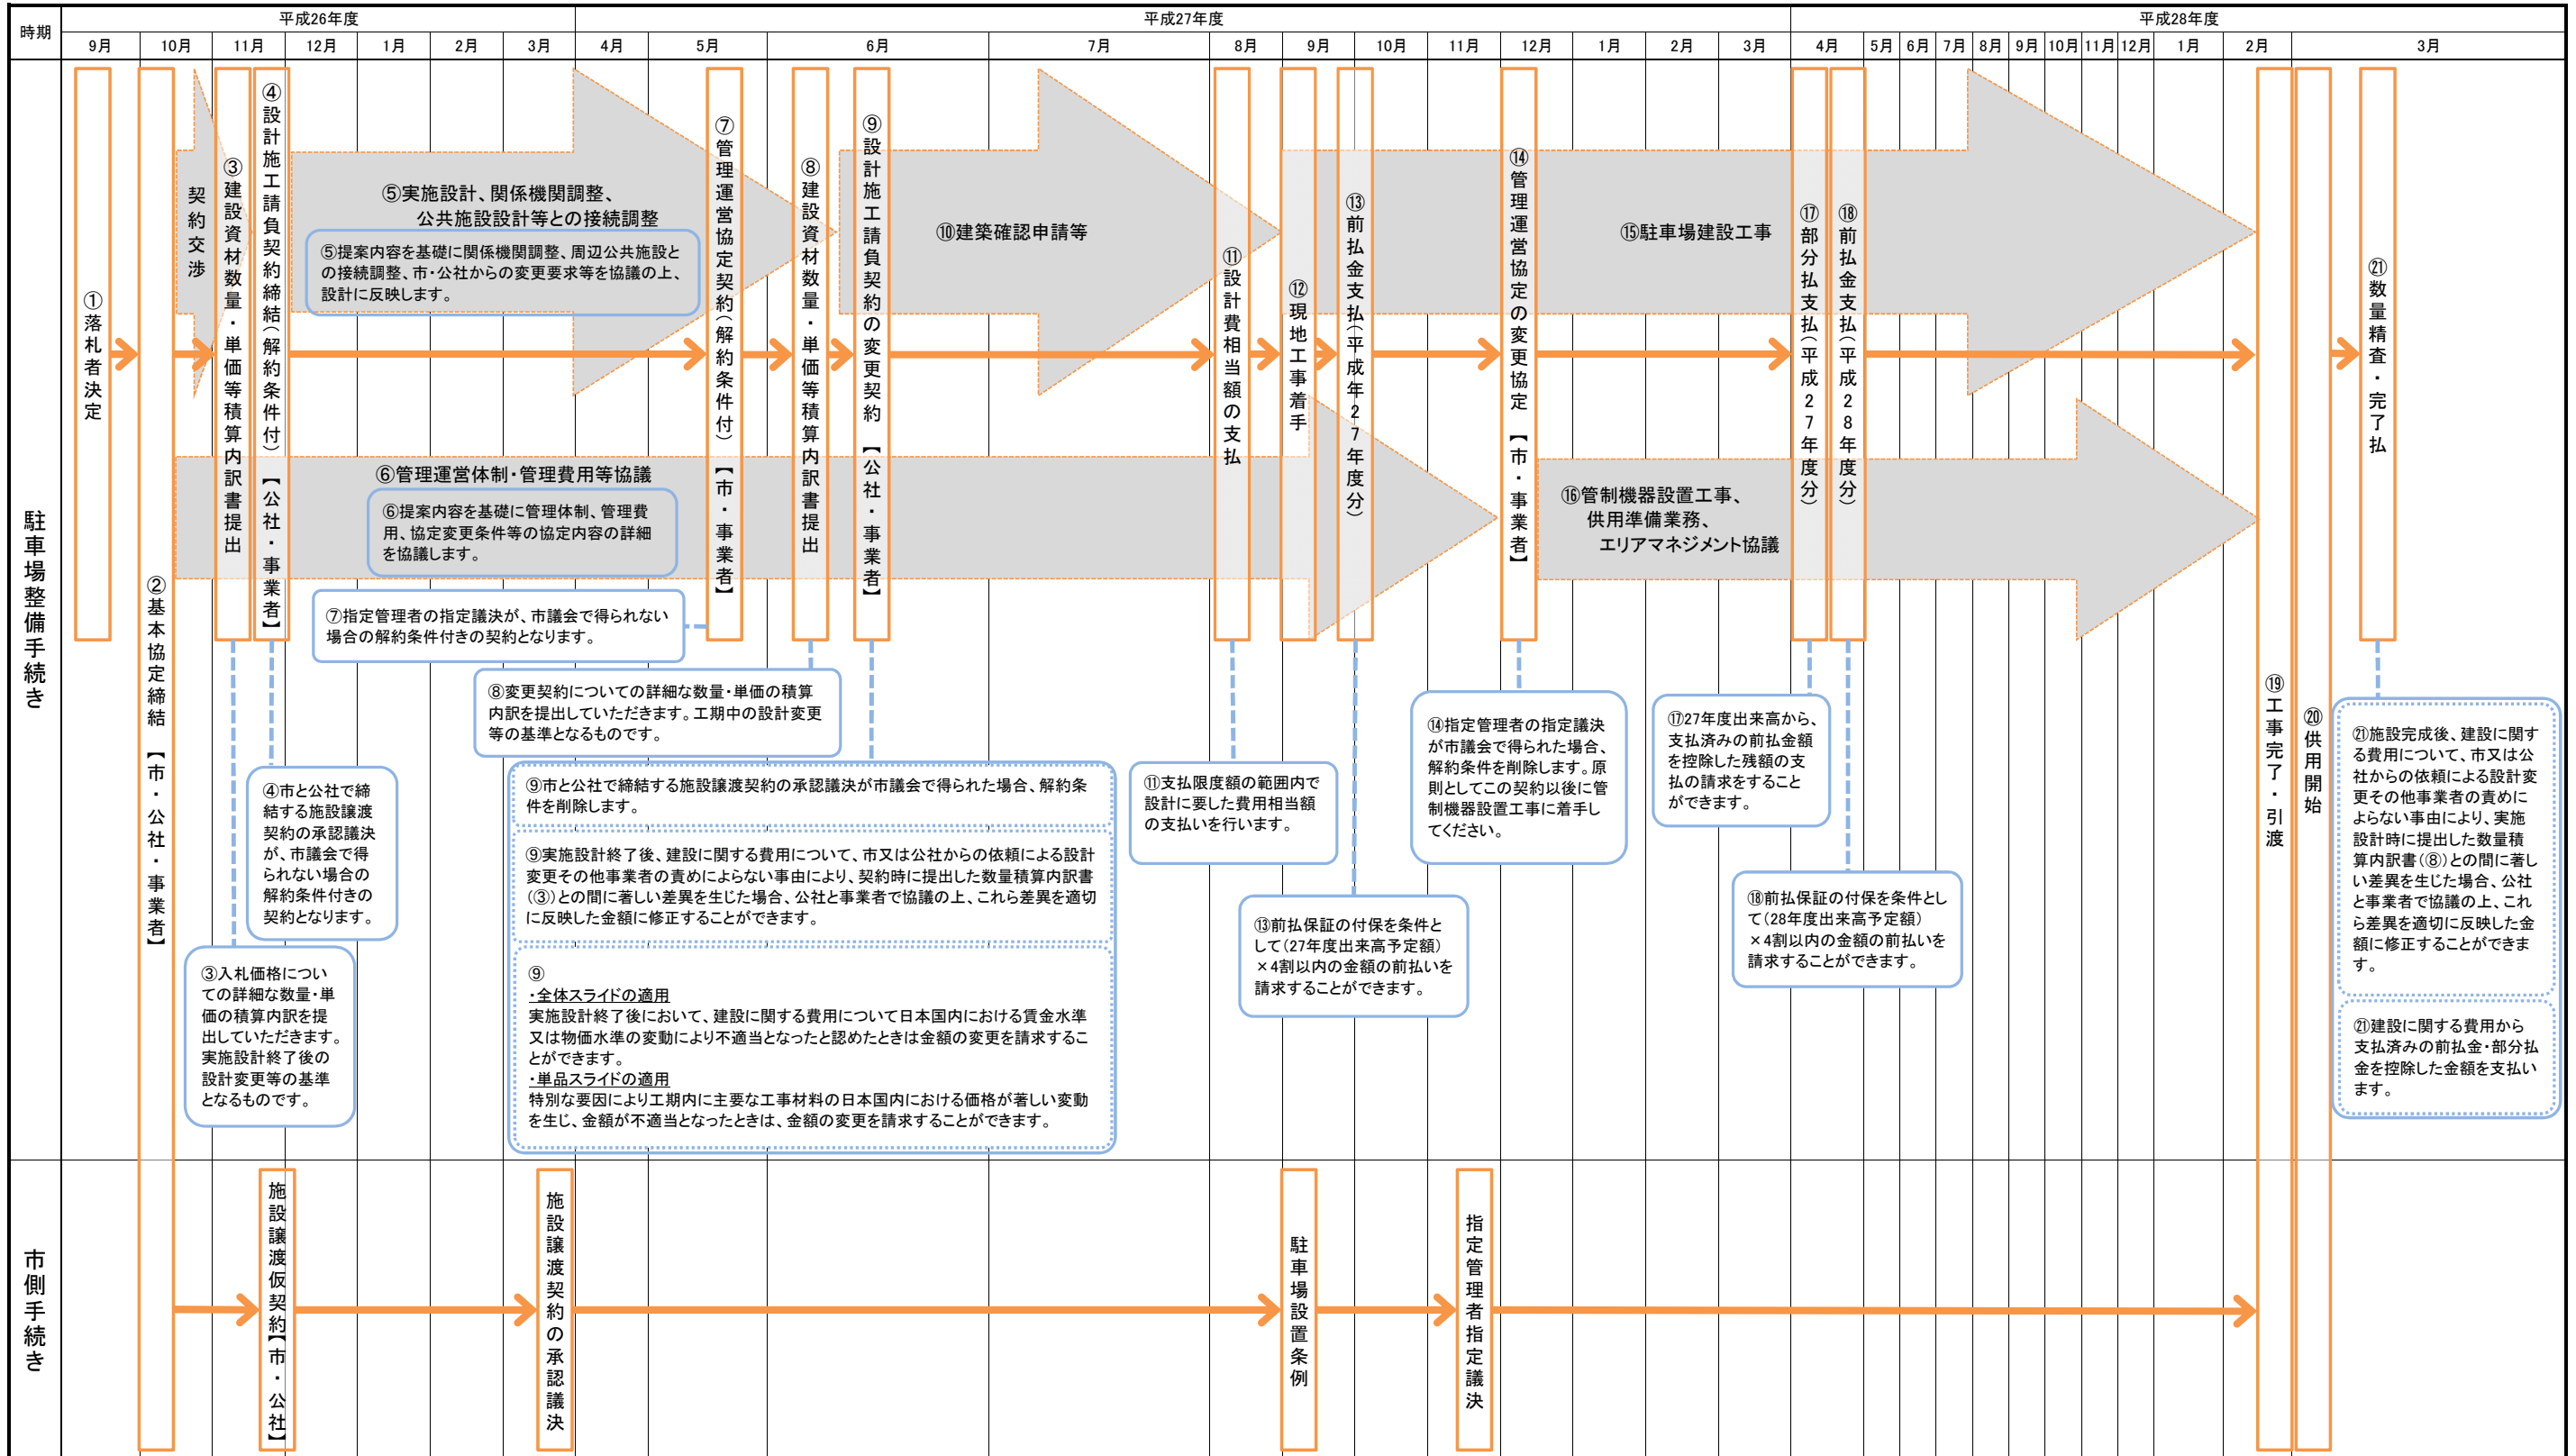 時期
平成26年度
平成27年度
平成28年度
9月
10月
11月
12月
1月
2月
3月
4月
5月
6月
7月
8月
9月
10月
11月
12月
1月
2月
3月
4月
5月
6月
7月
8月
9月
10月
11月
12月
1月
2月
3月
駐車場整備手続き
①落札者決定
②基本協定締結 【市・公社・事業者】
契約交渉
③建設資材数量・単価等積算内訳書提出
④設計施工請負契約締結(解約条件付) 【公社・事業者】
⑤実施設計、関係機関調整、
公共施設設計等との接続調整
⑤提案内容を基礎に関係機関調整、周辺公共施設と
の接続調整、市・公社からの変更要求等を協議の上、
設計に反映します。
⑥管理運営体制・管理費用等協議
⑥提案内容を基礎に管理体制、管理費
用、協定変更条件等の協定内容の詳細
を協議します。
⑦管理運営協定契約(解約条件付) 【市・事業者】
⑧建設資材数量・単価等積算内訳書提出
⑨設計施工請負契約の変更契約 【公社・事業者】
⑩建築確認申請等
⑪設計費相当額の支払
⑫現地工事着手
⑬前払金支払(平成年27年度分)
⑭管理運営協定の変更協定 【市・事業者】
⑮駐車場建設工事
⑯管制機器設置工事、
供用準備業務、
エリアマネジメント協議
⑰部分払支払(平成27年度分)
⑱前払金支払(平成28年度分)
⑲工事完了・引渡
⑳供用開始
㉑数量精査・完了払
⑦指定管理者の指定議決が、市議会で得られない
場合の解約条件付きの契約となります。
⑧変更契約についての詳細な数量・単価の積算
内訳を提出していただきます。工期中の設計変更
等の基準となるものです。
④市と公社で締
結する施設譲渡
契約の承認議決
が、市議会で得
られない場合の
解約条件付きの
契約となります。
③入札価格につい
ての詳細な数量・単
価の積算内訳を提
出していただきます。
実施設計終了後の
設計変更等の基準
となるものです。
⑨市と公社で締結する施設譲渡契約の承認議決が市議会で得られた場合、解約条
件を削除します。
⑨実施設計終了後、建設に関する費用について、市又は公社からの依頼による設計
変更その他事業者の責めによらない事由により、契約時に提出した数量積算内訳書
(③)との間に著しい差異を生じた場合、公社と事業者で協議の上、これら差異を適切
に反映した金額に修正することができます。
⑨
・全体スライドの適用
実施設計終了後において、建設に関する費用について日本国内における賃金水準
又は物価水準の変動により不適当となったと認めたときは金額の変更を請求するこ
とができます。
・単品スライドの適用
特別な要因により工期内に主要な工事材料の日本国内における価格が著しい変動
を生じ、金額が不適当となったときは、金額の変更を請求することができます。
⑪支払限度額の範囲内で
設計に要した費用相当額
の支払いを行います。
⑬前払保証の付保を条件と
して(27年度出来高予定額)
×4割以内の金額の前払いを
請求することができます。
⑭指定管理者の指定議決
が市議会で得られた場合、
解約条件を削除します。原
則としてこの契約以後に管
制機器設置工事に着手し
てください。
⑰27年度出来高から、
支払済みの前払金額
を控除した残額の支
払の請求をすること
ができます。
⑱前払保証の付保を条件とし
て(28年度出来高予定額)
×4割以内の金額の前払いを
請求することができます。
㉑施設完成後、建設に関す
る費用について、市又は公
社からの依頼による設計変
更その他事業者の責めに
よらない事由により、実施
設計時に提出した数量積
算内訳書(⑧)との間に著し
い差異を生じた場合、公社
と事業者で協議の上、これ
ら差異を適切に反映した金
額に修正することができま
す。
㉑建設に関する費用から
支払済みの前払金・部分払
金を控除した金額を支払い
ます。
市側手続き
施設譲渡仮契約【市・公社】
施設譲渡契約の承認議決
駐車場設置条例
指定管理者指定議決